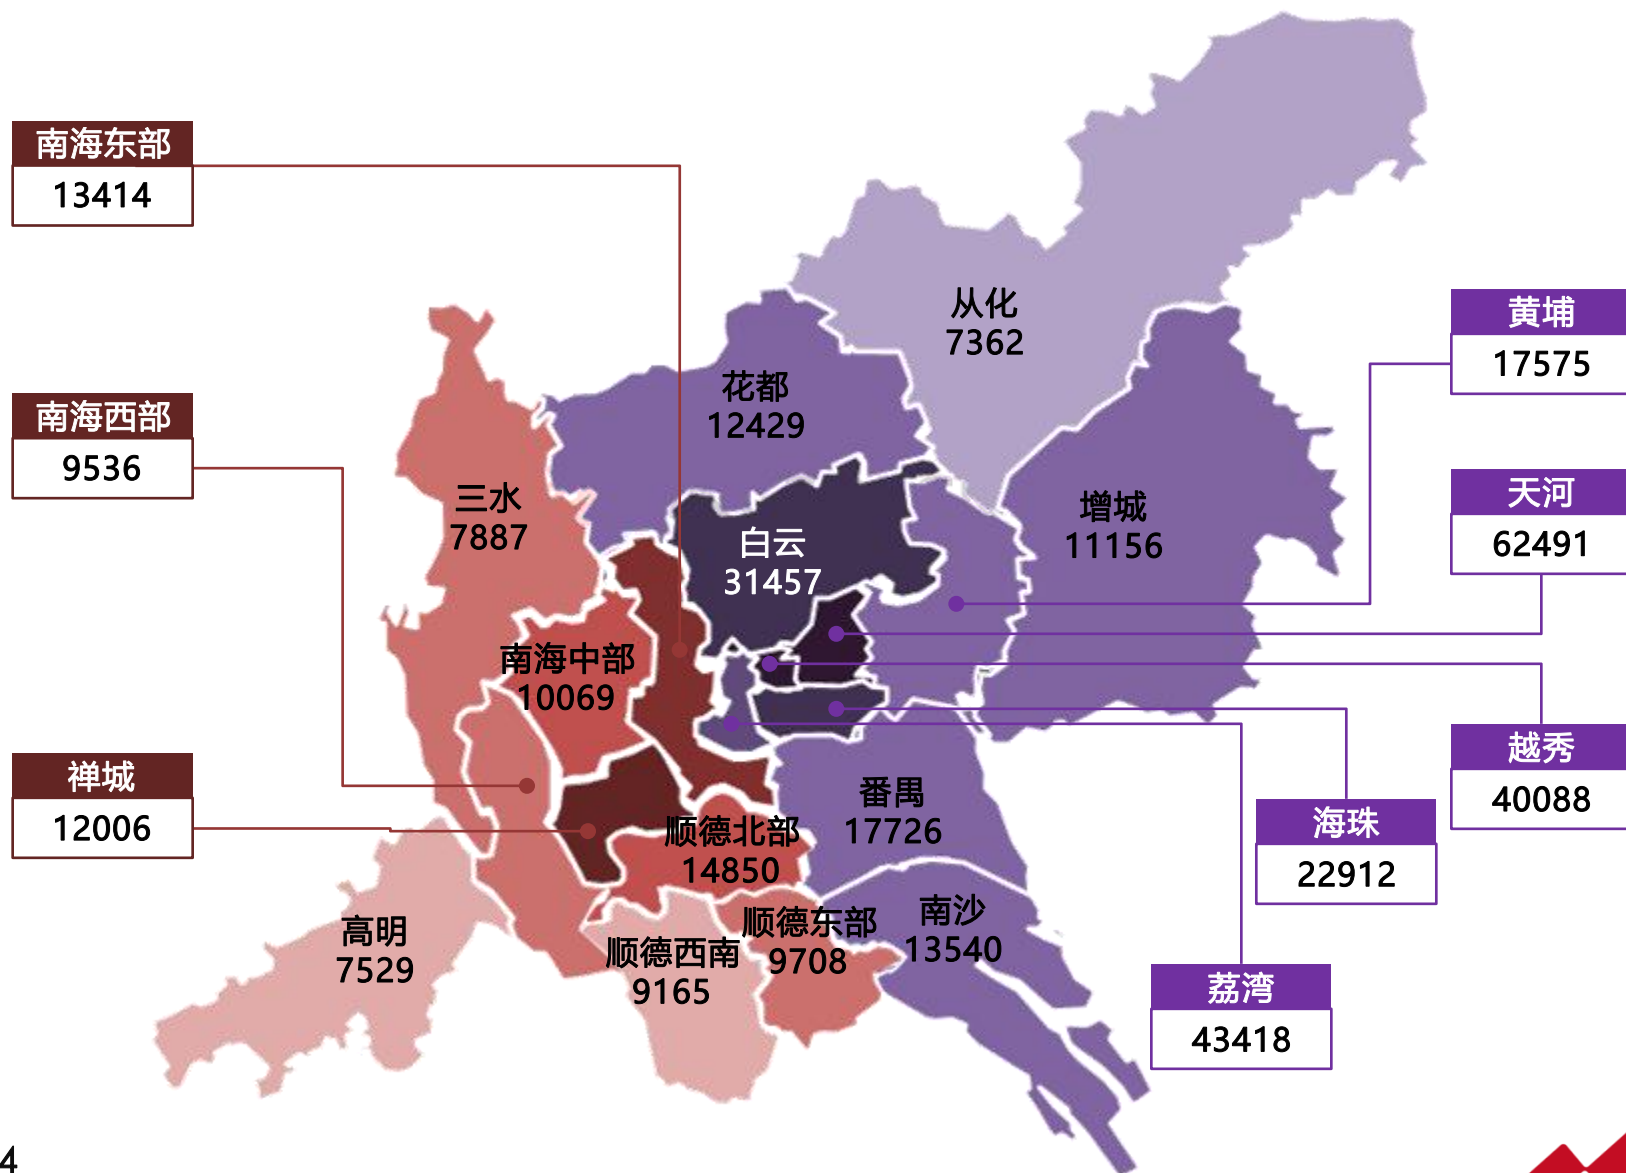 南海东部
13414
从化
7362
黄埔
17575
花都
12429
南海西部
9536
三水
7887
增城
11156
天河
62491
白云
31457
南海中部
10069
越秀
40088
禅城
12006
番禺
17726
海珠
22912
顺德北部
14850
高明
7529
顺德西南
9165
顺德东部
9708
南沙
13540
荔湾
43418
4